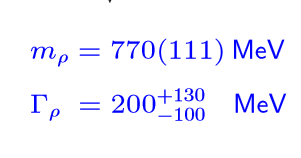 m_ρ = 770(111) MeV
Γ_ρ = 200^{+130}_{−100} MeV